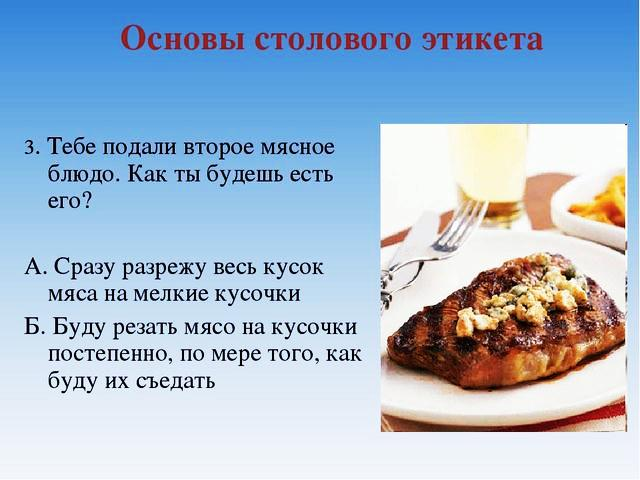 Основы столового этикета
3. Тебе подали второе мясное
блюдо. Как ты будешь есть
его?
А. Сразу разрежу весь кусок
мяса на мелкие кусочки
Б. Буду резать мясо на кусочки
постепенно, по мере того, как
буду их съедать